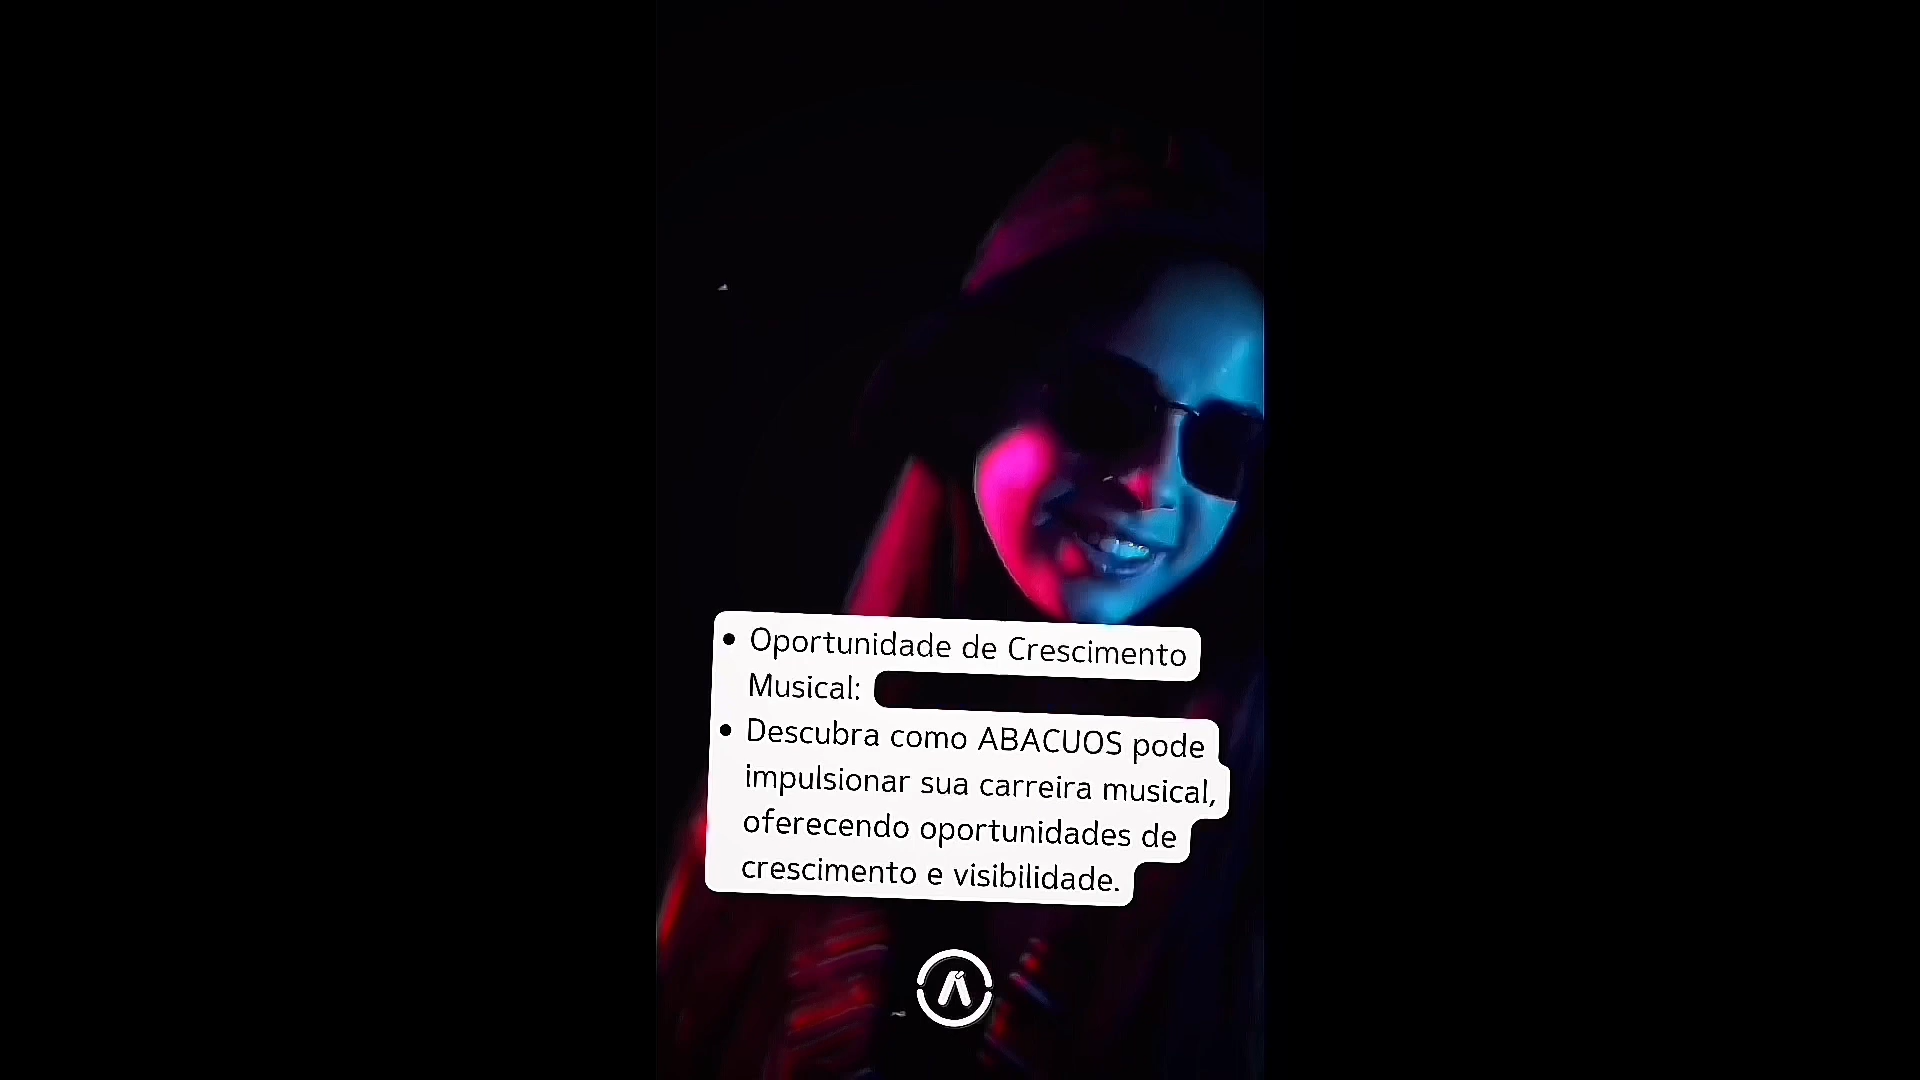 • Oportunidade de Crescimento
Musical:
• Descubra como ABACUOS pode
impulsionar sua carreira musical,
oferecendo oportunidades de
crescimento e visibilidade.